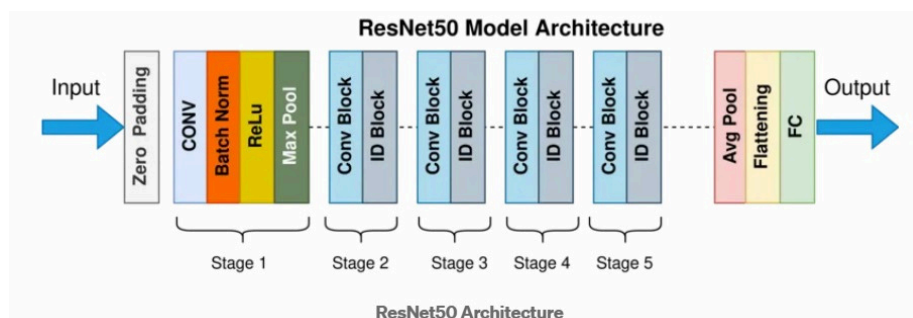 ResNet50 Model Architecture
Input
Zero Padding
CONV
Batch Norm
ReLu
Max Pool
Conv Block
ID Block
Conv Block
ID Block
Conv Block
ID Block
Conv Block
ID Block
Avg Pool
Flattening
FC
Output
Stage 1
Stage 2
Stage 3
Stage 4
Stage 5
ResNet50 Architecture